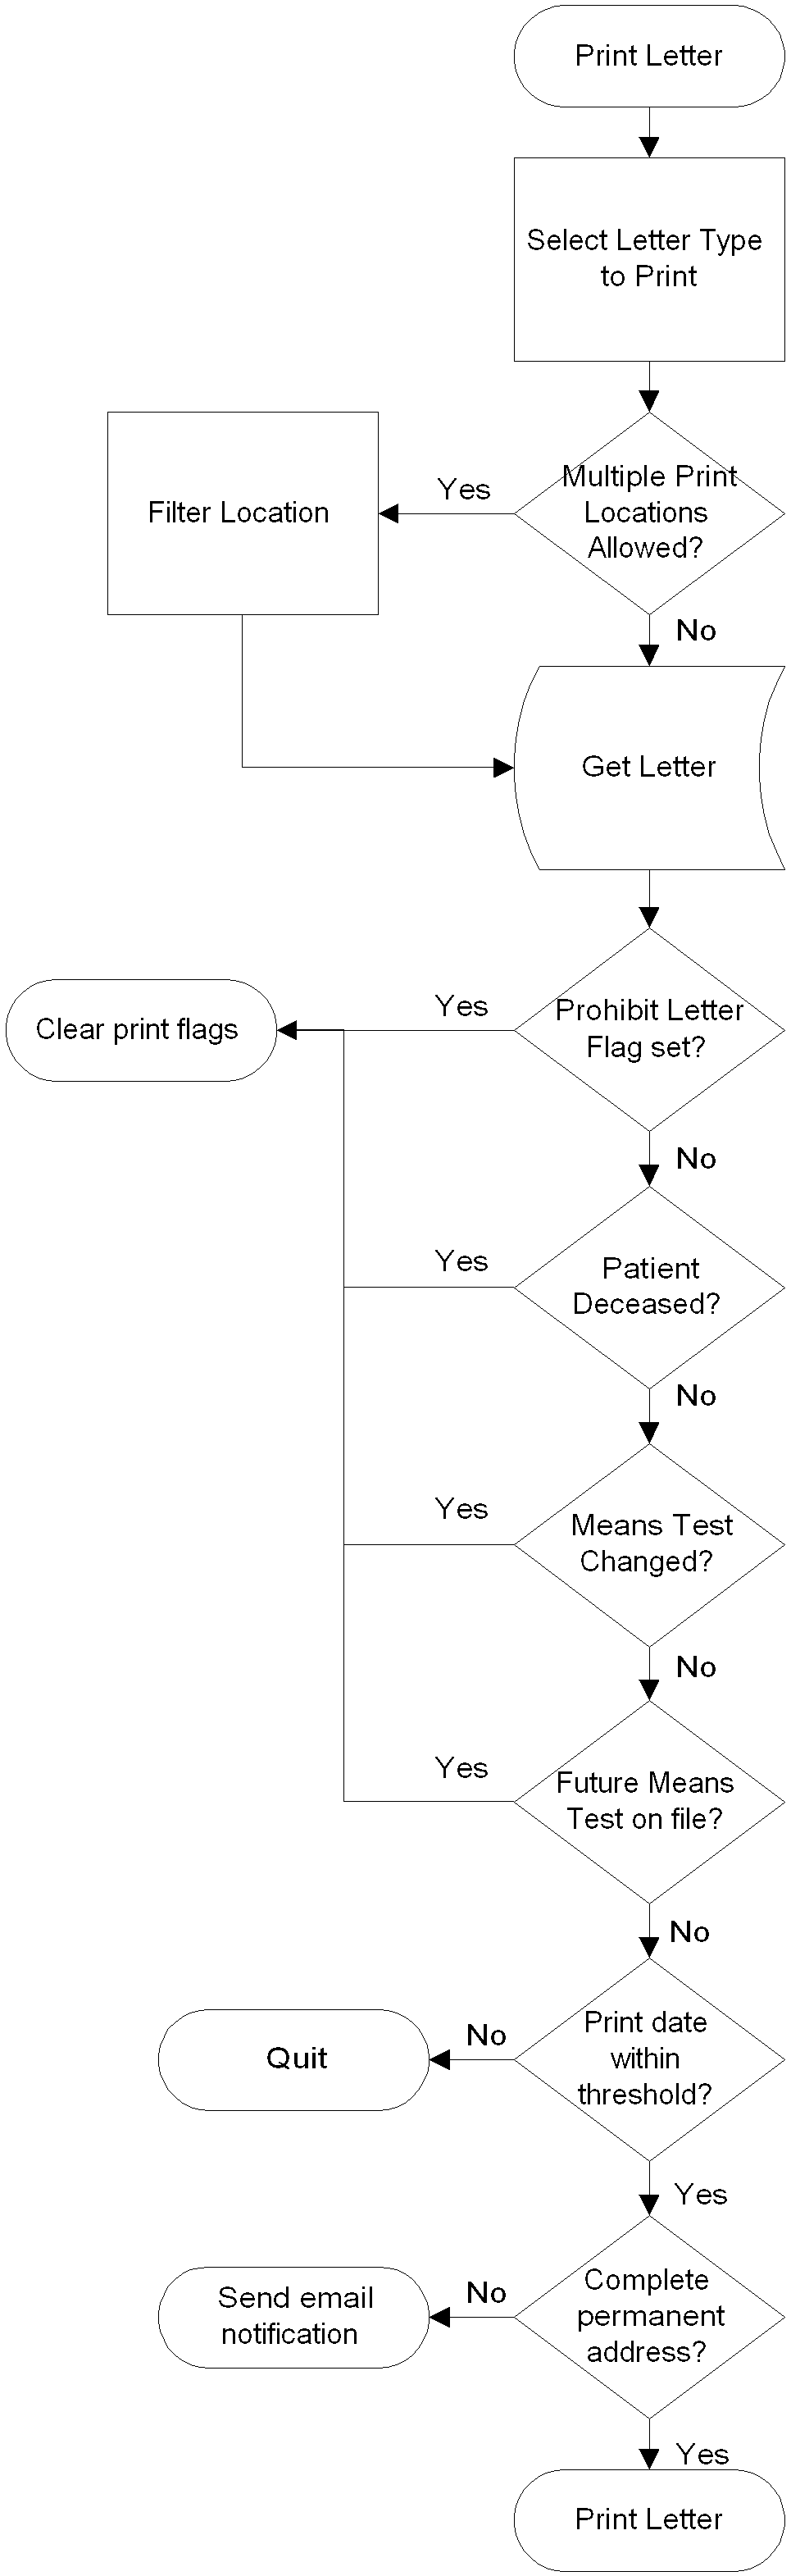 Print Letter
Select Letter Type
to Print
Multiple Print
Locations
Allowed?
Yes
Filter Location
No
Get Letter
Prohibit Letter
Flag set?
Yes
Clear print flags
No
Patient
Deceased?
Yes
No
Means Test
Changed?
Yes
No
Future Means
Test on file?
Yes
No
Print date
within
threshold?
No
Quit
Yes
Complete
permanent
address?
No
Send email
notification
Yes
Print Letter